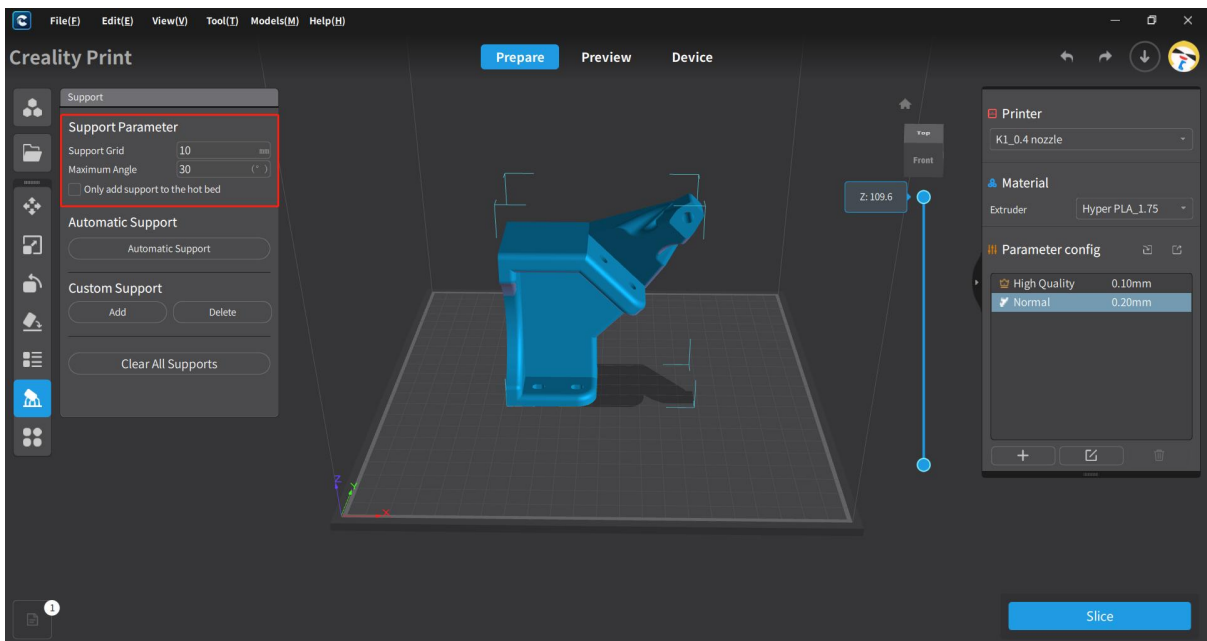 File(F) Edit(E) View(V) Tool(T) Models(M) Help(H)
Creality Print
Prepare Preview Device
Support
Support Parameter
Support Grid 10 mm
Maximum Angle 30 (°)
Only add support to the hot bed
Automatic Support
Automatic Support
Custom Support
Add Delete
Clear All Supports
Front
Z: 109.6
Z
Y
X
Printer
K1_0.4 nozzle
Material
Extruder Hyper PLA_1.75
Parameter config
High Quality 0.10mm
Normal 0.20mm
1
Slice